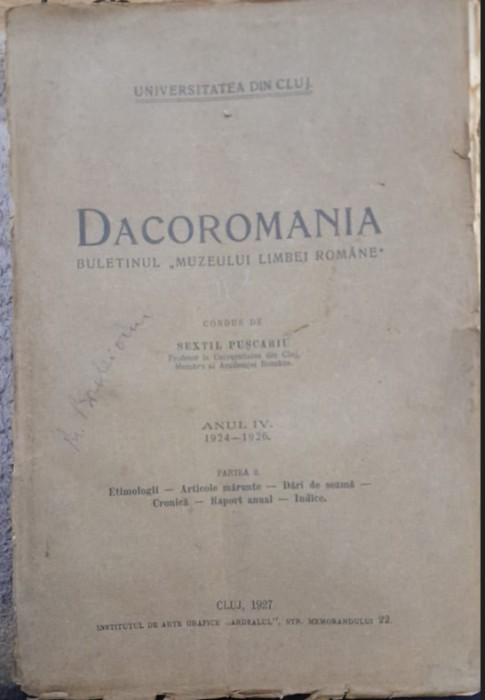 UNIVERSITATEA DIN CLUJ.
DACOROMANIA
BULETINUL „MUZEULUI LIMBEI ROMÂNE“
CONDUS DE
SEXTIL PUȘCARIU
Profesor la Universitatea din Cluj,
Membru al Academiei Române.
ANUL IV.
1924—1926.
PARTEA 2.
Etimologii — Articole mărunte — Dări de seamă —
Cronică — Raport anual — Indice.
CLUJ, 1927
INSTITUTUL DE ARTE GRAFICE „ARDEALUL“, STR. MEMORANDULUI 22.